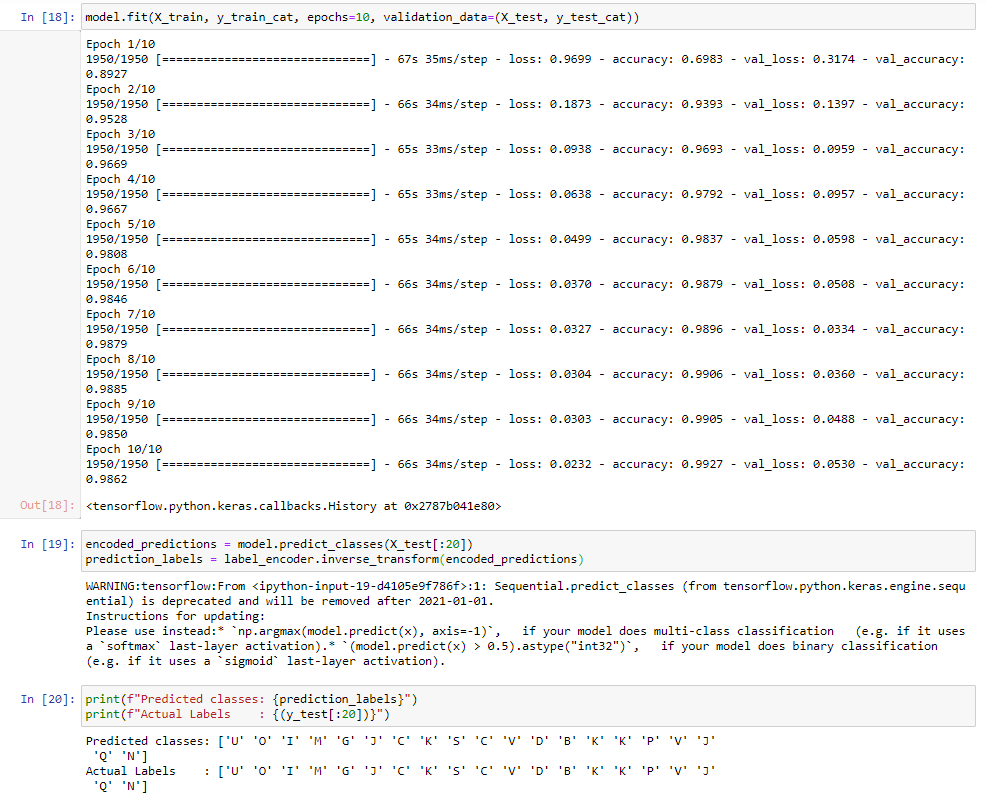 In [18]: model.fit(X_train, y_train_cat, epochs=10, validation_data=(X_test, y_test_cat))
Epoch 1/10
1950/1950 [==============================] - 67s 35ms/step - loss: 0.9699 - accuracy: 0.6983 - val_loss: 0.3174 - val_accuracy:
0.8927
Epoch 2/10
1950/1950 [==============================] - 66s 34ms/step - loss: 0.1873 - accuracy: 0.9393 - val_loss: 0.1397 - val_accuracy:
0.9528
Epoch 3/10
1950/1950 [==============================] - 65s 33ms/step - loss: 0.0938 - accuracy: 0.9693 - val_loss: 0.0959 - val_accuracy:
0.9669
Epoch 4/10
1950/1950 [==============================] - 65s 33ms/step - loss: 0.0638 - accuracy: 0.9792 - val_loss: 0.0957 - val_accuracy:
0.9667
Epoch 5/10
1950/1950 [==============================] - 65s 34ms/step - loss: 0.0499 - accuracy: 0.9837 - val_loss: 0.0598 - val_accuracy:
0.9808
Epoch 6/10
1950/1950 [==============================] - 66s 34ms/step - loss: 0.0370 - accuracy: 0.9879 - val_loss: 0.0508 - val_accuracy:
0.9846
Epoch 7/10
1950/1950 [==============================] - 66s 34ms/step - loss: 0.0327 - accuracy: 0.9896 - val_loss: 0.0334 - val_accuracy:
0.9879
Epoch 8/10
1950/1950 [==============================] - 66s 34ms/step - loss: 0.0304 - accuracy: 0.9906 - val_loss: 0.0360 - val_accuracy:
0.9885
Epoch 9/10
1950/1950 [==============================] - 66s 34ms/step - loss: 0.0303 - accuracy: 0.9905 - val_loss: 0.0488 - val_accuracy:
0.9850
Epoch 10/10
1950/1950 [==============================] - 66s 34ms/step - loss: 0.0232 - accuracy: 0.9927 - val_loss: 0.0530 - val_accuracy:
0.9862
Out[18]: <tensorflow.python.keras.callbacks.History at 0x2787b041e80>
In [19]: encoded_predictions = model.predict_classes(X_test[:20])
prediction_labels = label_encoder.inverse_transform(encoded_predictions)
WARNING:tensorflow:From <ipython-input-19-d4105e9f786f>:1: Sequential.predict_classes (from tensorflow.python.keras.engine.sequ
ential) is deprecated and will be removed after 2021-01-01.
Instructions for updating:
Please use instead:* `np.argmax(model.predict(x), axis=-1)`,   if your model does multi-class classification   (e.g. if it uses
a `softmax` last-layer activation).* `(model.predict(x) > 0.5).astype("int32")`,   if your model does binary classification
(e.g. if it uses a `sigmoid` last-layer activation).
In [20]: print(f"Predicted classes: {prediction_labels}")
print(f"Actual Labels    : {(y_test[:20])}")
Predicted classes: ['U' 'O' 'I' 'M' 'G' 'J' 'C' 'K' 'S' 'C' 'V' 'D' 'B' 'K' 'K' 'P' 'V' 'J'
'Q' 'N']
Actual Labels    : ['U' 'O' 'I' 'M' 'G' 'J' 'C' 'K' 'S' 'C' 'V' 'D' 'B' 'K' 'K' 'P' 'V' 'J'
'Q' 'N']